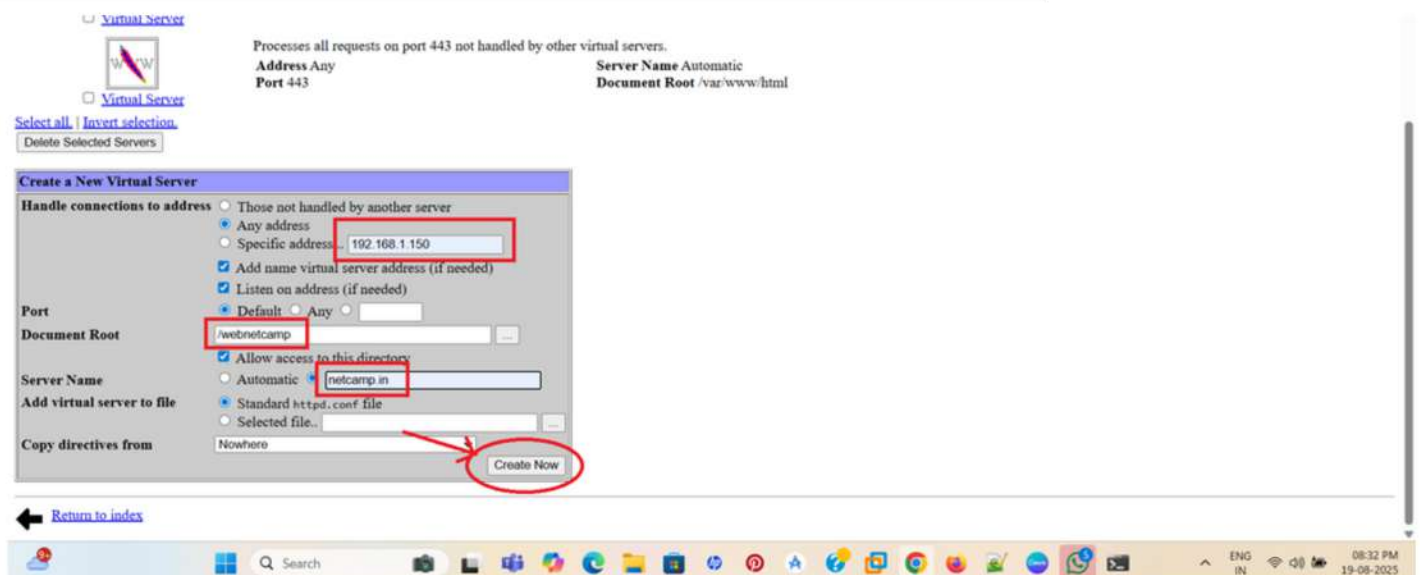 Virtual Server
Processes all requests on port 443 not handled by other virtual servers.
Address Any Server Name Automatic
Port 443 Document Root /var/www/html
WWW
Virtual Server
Select all. | Invert selection.
Delete Selected Servers
Create a New Virtual Server
Handle connections to address Those not handled by another server
Any address
Specific address.. 192.168.1.150
Add name virtual server address (if needed)
Listen on address (if needed)
Port Default Any
Document Root /webnetcamp ...
Allow access to this directory
Server Name Automatic netcamp.in
Add virtual server to file Standard httpd.conf file
Selected file.. ...
Copy directives from Nowhere
Create Now
Return to index
9+ Search 5 ENG 08:32 PM
IN 19-08-2025